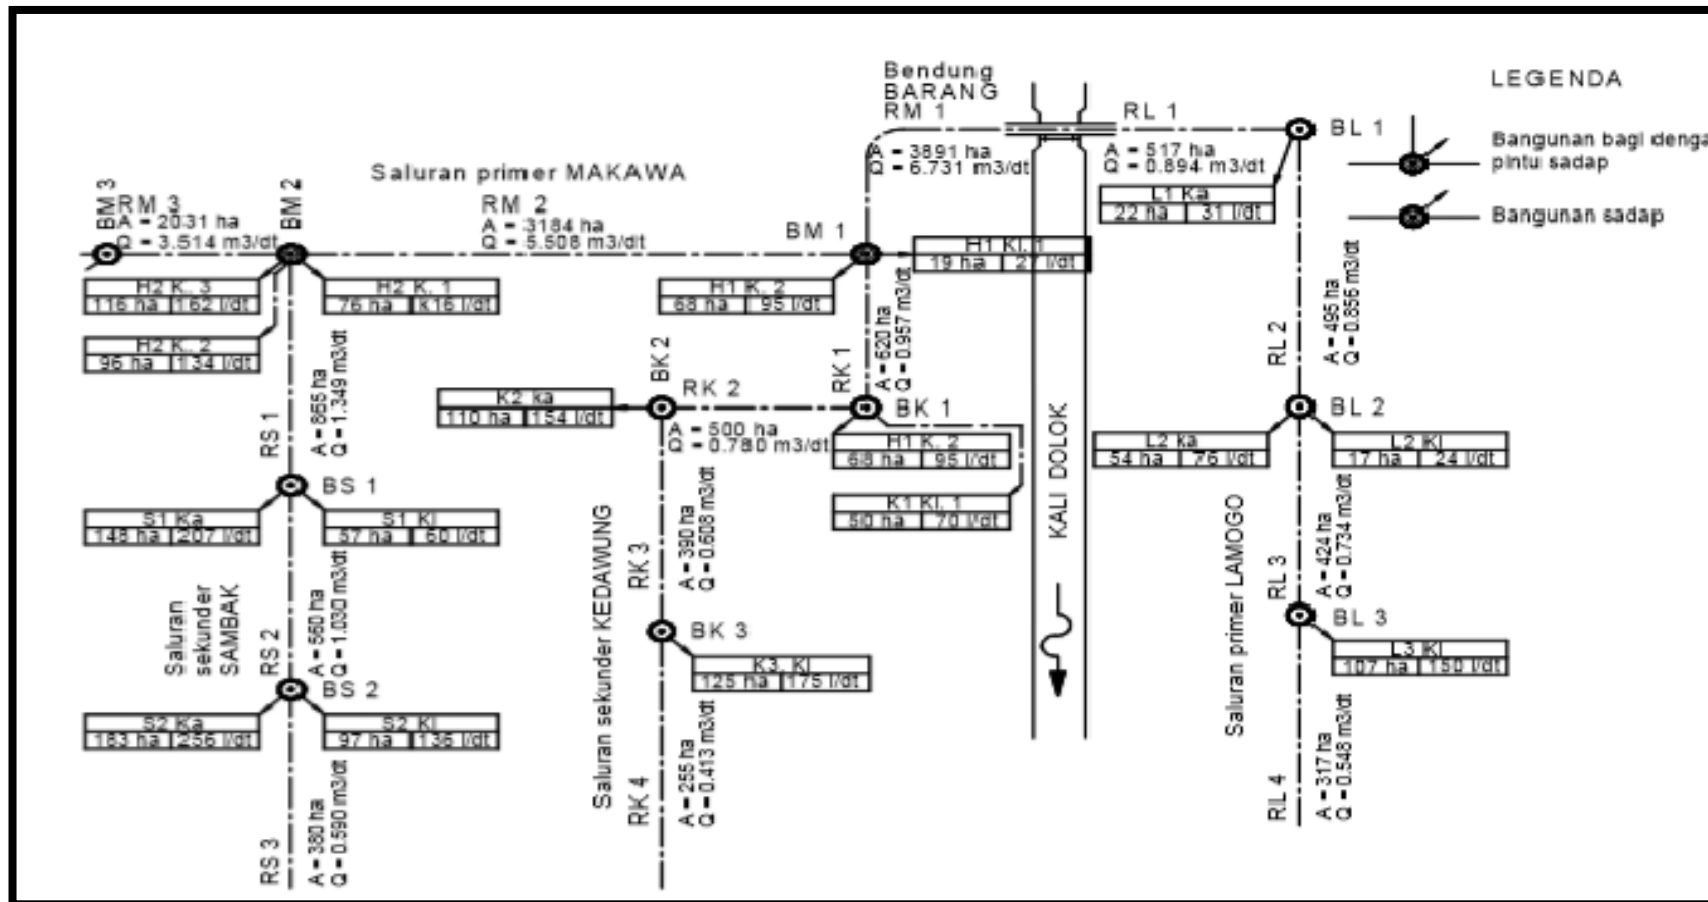 Bendung
BARANG
RM 1
RL 1
BL 1
LEGENDA
Bangunan bagi denga
pintu sadap
Bangunan sadap
A = 3891 ha
Q = 6.731 m3/dt
A = 517 ha
Q = 0.894 m3/dt
L1 Ka
22 ha 31 l/dt
Saluran primer MAKAWA
BM 3
RM 3
A = 2031 ha
Q = 3.514 m3/dt
BM 2
RM 2
A = 3184 ha
Q = 5.508 m3/dt
BM 1
H1 Kl. 1
19 ha 27 l/dt
H2 K.. 3
116 ha 162 l/dt
H2 K. 1
76 ha k16 l/dt
H1 K. 2
68 ha 95 l/dt
H2 K.. 2
96 ha 134 l/dt
RS 1
A = 865 ha
Q = 1.349 m3/dt
BK 2
RK 2
A = 500 ha
Q = 0.780 m3/dt
K2 ka
110 ha 154 l/dt
RK 1
A = 620 ha
Q = 0.957 m3/dt
BK 1
H1 K. 2
68 ha 95 l/dt
K1 Kl. 1
50 ha 70 l/dt
KALI DOLOK
RL 2
A = 495 ha
Q = 0.856 m3/dt
BL 2
L2 ka
54 ha 76 l/dt
L2 Kl
17 ha 24 l/dt
BS 1
S1 Ka
148 ha 207 l/dt
S1 Kl
57 ha 60 l/dt
Saluran
sekunder
SAMBAK
RS 2
A = 560 ha
Q = 1.030 m3/dt
BS 2
S2 Ka
183 ha 256 l/dt
S2 Kl
97 ha 136 l/dt
RS 3
A = 380 ha
Q = 0.590 m3/dt
Saluran sekunder KEDAWUNG
RK 3
A = 390 ha
Q = 0.608 m3/dt
BK 3
K3. Kl
125 ha 175 l/dt
RK 4
A = 255 ha
Q = 0.413 m3/dt
Saluran primer LAMOGO
RL 3
A = 424 ha
Q = 0.734 m3/dt
BL 3
L3 Kl
107 ha 150 l/dt
RL 4
A = 317 ha
Q = 0.548 m3/dt